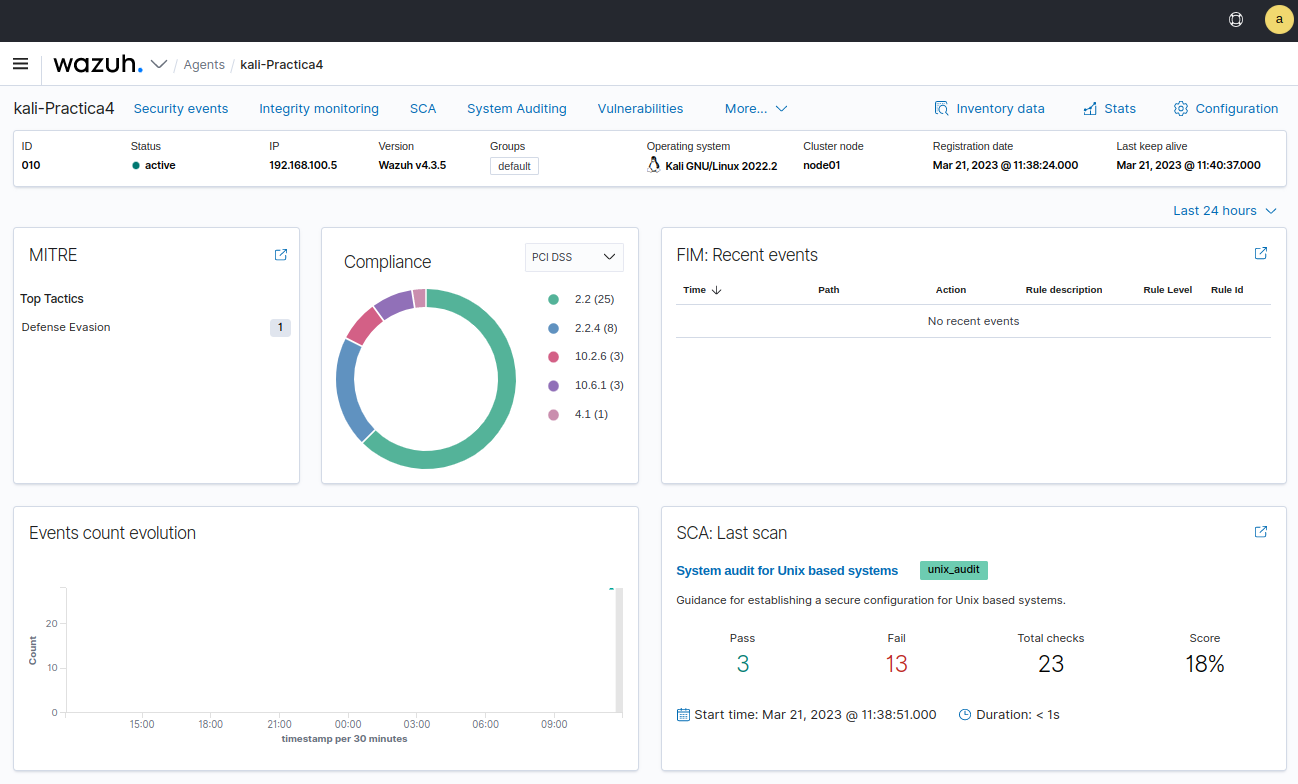 a
wazuh. / Agents / kali-Practica4
kali-Practica4 Security events Integrity monitoring SCA System Auditing Vulnerabilities More... Inventory data Stats Configuration
ID Status IP Version Groups Operating system Cluster node Registration date Last keep alive
010 active 192.168.100.5 Wazuh v4.3.5 default Kali GNU/Linux 2022.2 node01 Mar 21, 2023 @ 11:38:24.000 Mar 21, 2023 @ 11:40:37.000
Last 24 hours
MITRE
Top Tactics
Defense Evasion 1
Compliance PCI DSS
2.2 (25)
2.2.4 (8)
10.2.6 (3)
10.6.1 (3)
4.1 (1)
FIM: Recent events
Time Path Action Rule description Rule Level Rule Id
No recent events
Events count evolution
Count
20
10
0
15:00 18:00 21:00 00:00 03:00 06:00 09:00
timestamp per 30 minutes
SCA: Last scan
System audit for Unix based systems unix_audit
Guidance for establishing a secure configuration for Unix based systems.
Pass Fail Total checks Score
3 13 23 18%
Start time: Mar 21, 2023 @ 11:38:51.000 Duration: < 1s